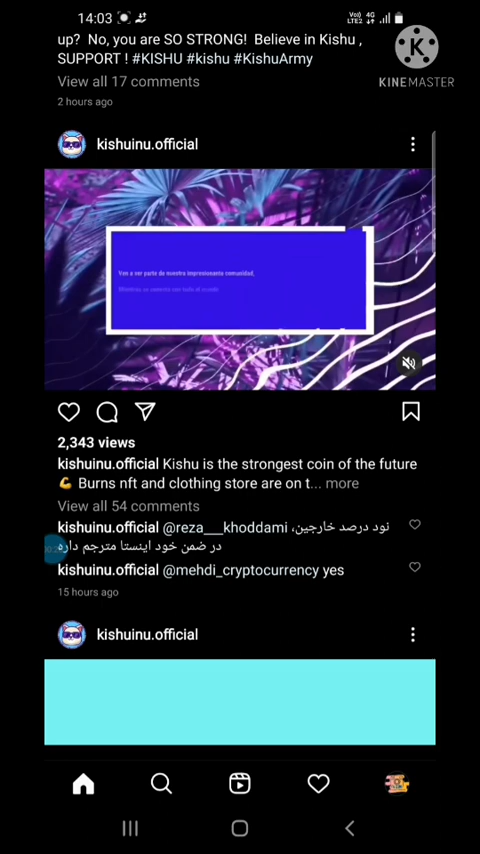 14:03
Vo)) LTE2 4G
up? No, you are SO STRONG! Believe in Kishu ,
SUPPORT ! #KISHU #kishu #KishuArmy
K
KINEMASTER
View all 17 comments
2 hours ago
kishuinu.official
Ven a ver parte de nuestra impresionante comunidad,
2,343 views
kishuinu.official Kishu is the strongest coin of the future
💪 Burns nft and clothing store are on t... more
View all 54 comments
kishuinu.official @reza___khoddami نود درصد خارجین،
در ضمن خود اینستا مترجم داره
kishuinu.official @mehdi_cryptocurrency yes
15 hours ago
kishuinu.official